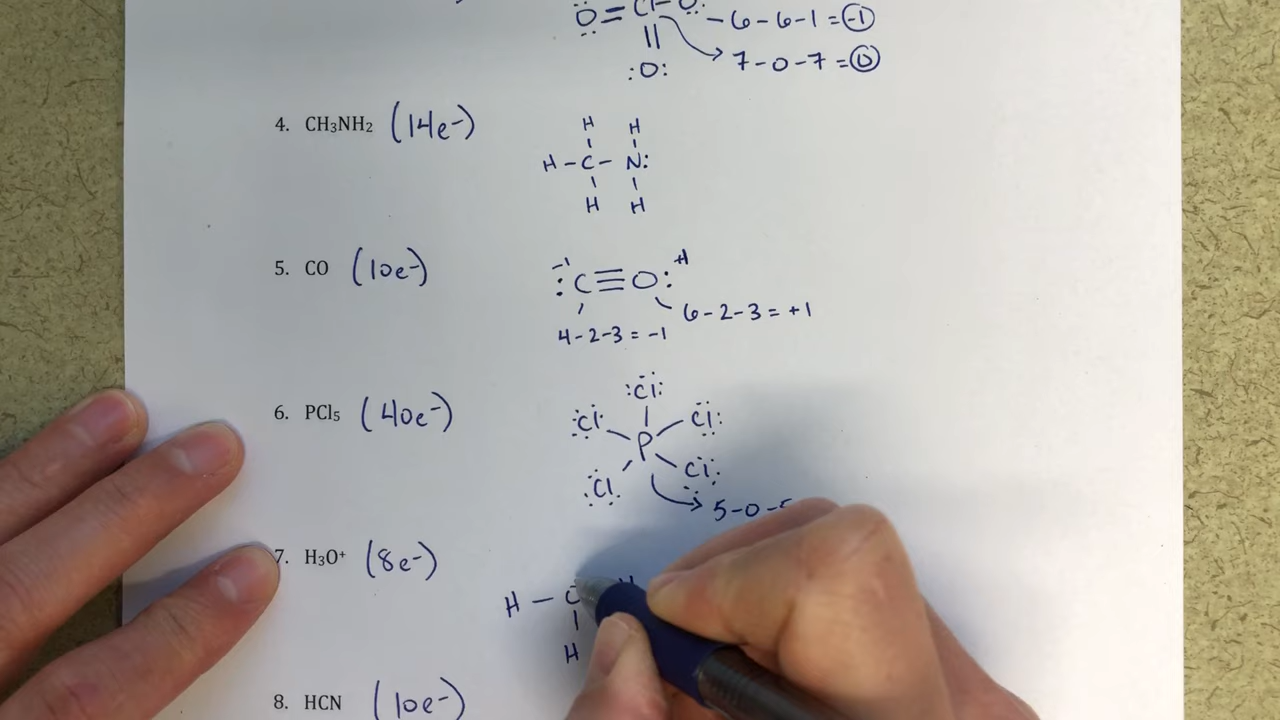 :Ö=Cl–Ö: – 6-6-1 = -1
||
:O: 7-0-7 = 0
4. CH₃NH₂ (14e⁻)
H H
H–C–N:
H H
5. CO (10e⁻)
-1 +1
:C≡O:
6-2-3 = +1
4-2-3 = -1
6. PCl₅ (40e⁻)
:Cl:
:Cl: :Cl:
P
:Cl: :Cl:
5-0-5
7. H₃O⁺ (8e⁻)
H
H –
H
8. HCN (10e⁻)